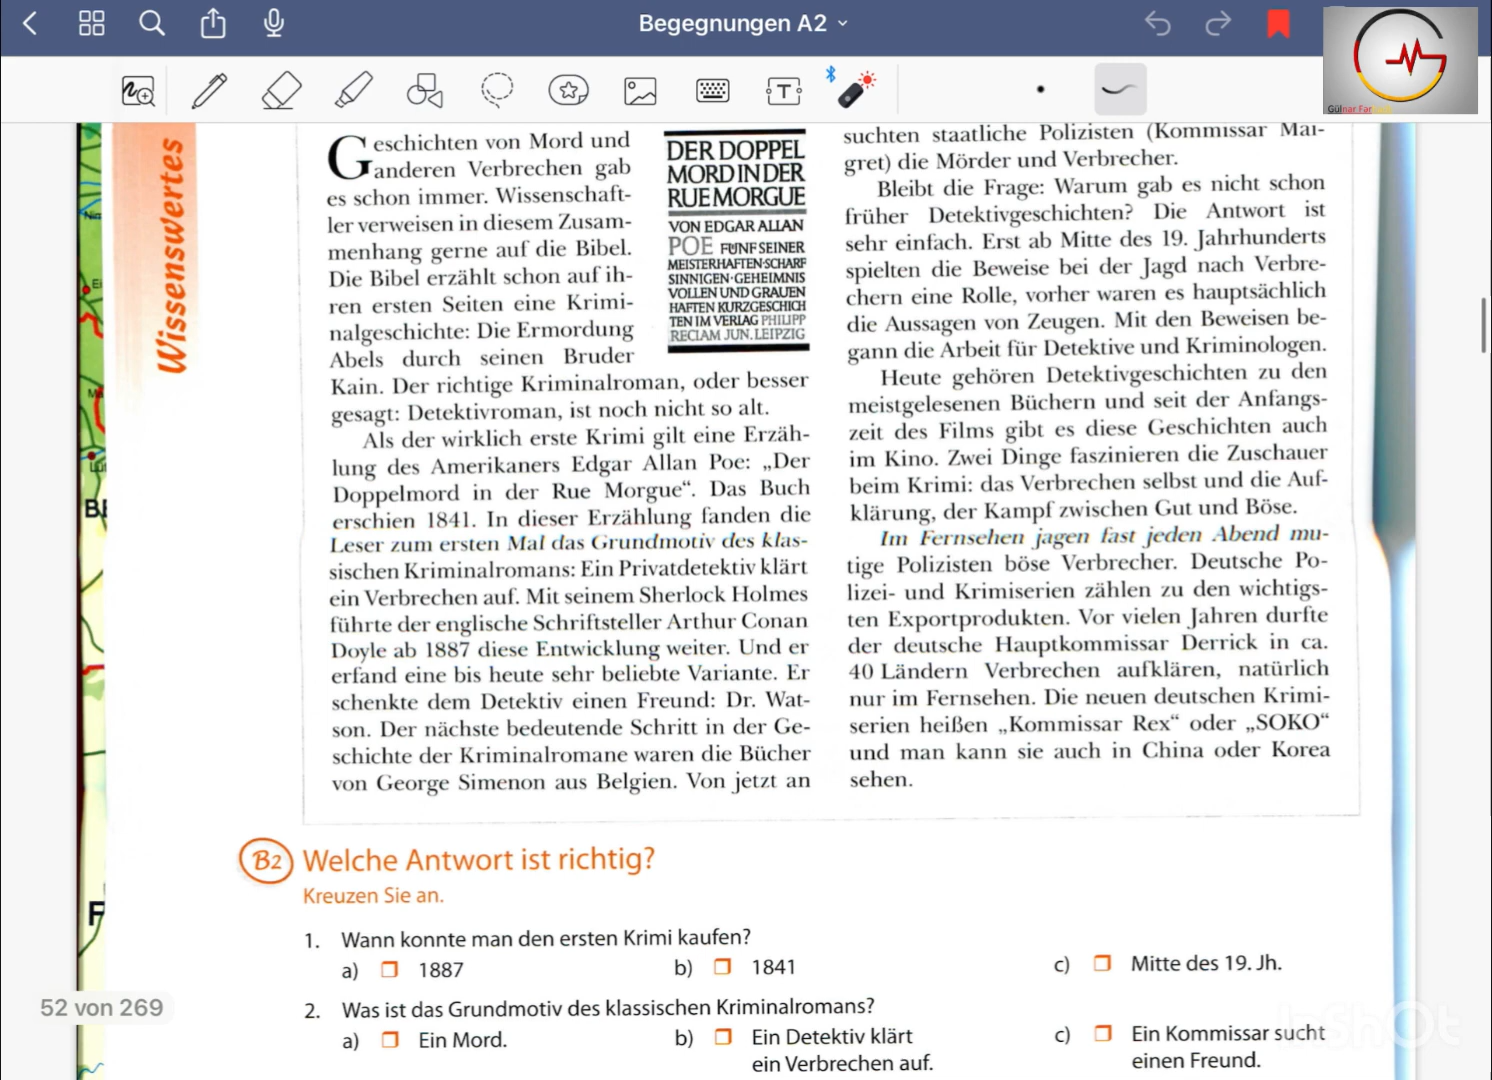 Begegnungen A2
Gülnar Far
Wissenswertes
Geschichten von Mord und
anderen Verbrechen gab
es schon immer. Wissenschaft-
ler verweisen in diesem Zusam-
menhang gerne auf die Bibel.
Die Bibel erzählt schon auf ih-
ren ersten Seiten eine Krimi-
nalgeschichte: Die Ermordung
Abels durch seinen Bruder
Kain. Der richtige Kriminalroman, oder besser
gesagt: Detektivroman, ist noch nicht so alt.
Als der wirklich erste Krimi gilt eine Erzäh-
lung des Amerikaners Edgar Allan Poe: „Der
Doppelmord in der Rue Morgue“. Das Buch
erschien 1841. In dieser Erzählung fanden die
Leser zum ersten Mal das Grundmotiv des klas-
sischen Kriminalromans: Ein Privatdetektiv klärt
ein Verbrechen auf. Mit seinem Sherlock Holmes
führte der englische Schriftsteller Arthur Conan
Doyle ab 1887 diese Entwicklung weiter. Und er
erfand eine bis heute sehr beliebte Variante. Er
schenkte dem Detektiv einen Freund: Dr. Wat-
son. Der nächste bedeutende Schritt in der Ge-
schichte der Kriminalromane waren die Bücher
von George Simenon aus Belgien. Von jetzt an
DER DOPPEL
MORD IN DER
RUE MORGUE
VON EDGAR ALLAN
POE FÜNF SEINER
MEISTERHAFTEN·SCHARF
SINNIGEN·GEHEIMNIS
VOLLEN UND GRAUEN
HAFTEN KURZGESCHICH
TEN IM VERLAG PHILIPP
RECLAM JUN. LEIPZIG
suchten staatliche Polizisten (Kommissar Mai-
gret) die Mörder und Verbrecher.
Bleibt die Frage: Warum gab es nicht schon
früher Detektivgeschichten? Die Antwort ist
sehr einfach. Erst ab Mitte des 19. Jahrhunderts
spielten die Beweise bei der Jagd nach Verbre-
chern eine Rolle, vorher waren es hauptsächlich
die Aussagen von Zeugen. Mit den Beweisen be-
gann die Arbeit für Detektive und Kriminologen.
Heute gehören Detektivgeschichten zu den
meistgelesenen Büchern und seit der Anfangs-
zeit des Films gibt es diese Geschichten auch
im Kino. Zwei Dinge faszinieren die Zuschauer
beim Krimi: das Verbrechen selbst und die Auf-
klärung, der Kampf zwischen Gut und Böse.
Im Fernsehen jagen fast jeden Abend mu-
tige Polizisten böse Verbrecher. Deutsche Po-
lizei- und Krimiserien zählen zu den wichtigs-
ten Exportprodukten. Vor vielen Jahren durfte
der deutsche Hauptkommissar Derrick in ca.
40 Ländern Verbrechen aufklären, natürlich
nur im Fernsehen. Die neuen deutschen Krimi-
serien heißen „Kommissar Rex“ oder „SOKO“
und man kann sie auch in China oder Korea
sehen.
B2 Welche Antwort ist richtig?
Kreuzen Sie an.
1. Wann konnte man den ersten Krimi kaufen?
a) 1887 b) 1841 c) Mitte des 19. Jh.
2. Was ist das Grundmotiv des klassischen Kriminalromans?
a) Ein Mord. b) Ein Detektiv klärt c) Ein Kommissar sucht
ein Verbrechen auf. einen Freund.
52 von 269
InShOt